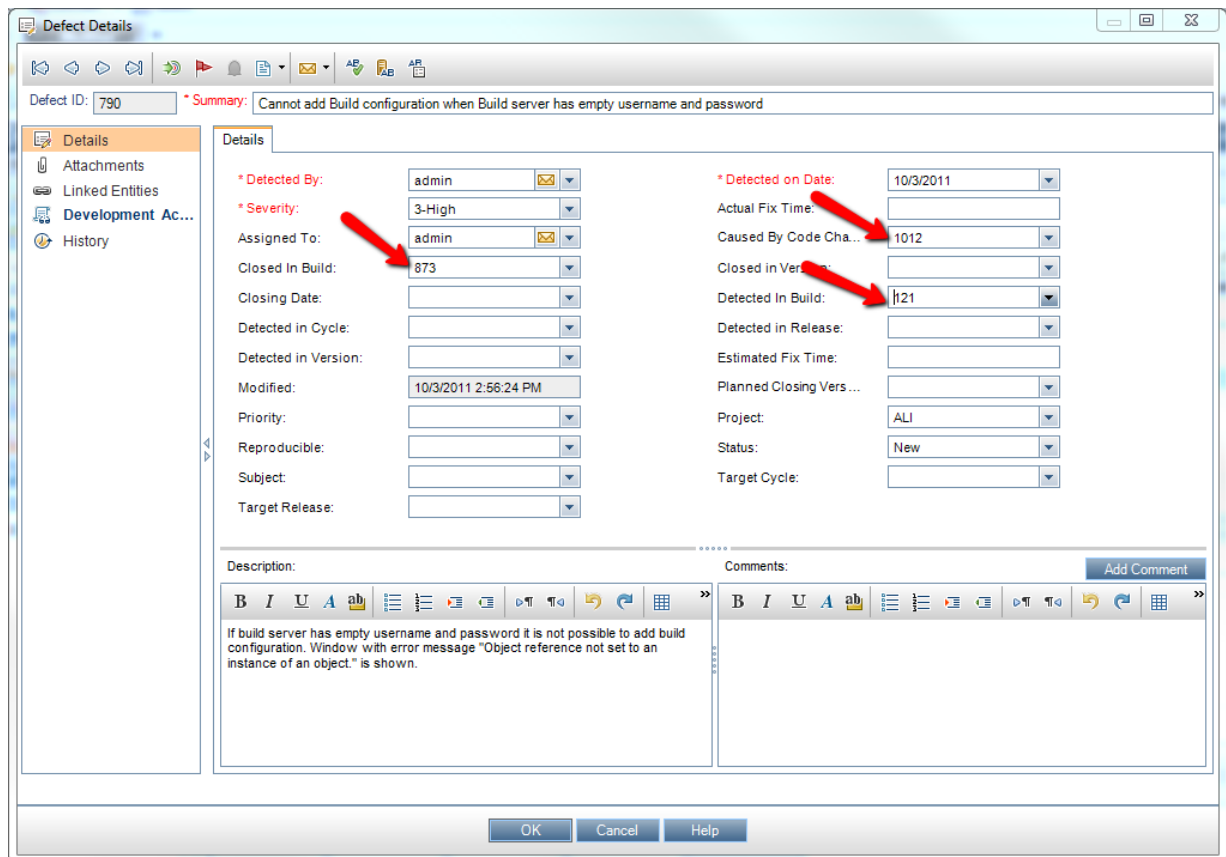 Defect Details
Defect ID: 790 * Summary: Cannot add Build configuration when Build server has empty username and password
Details
Attachments
Linked Entities
Development Ac...
History
Details
* Detected By: admin * Detected on Date: 10/3/2011
* Severity: 3-High Actual Fix Time:
Assigned To: admin Caused By Code Cha... 1012
Closed In Build: 873 Closed in Version:
Closing Date: Detected In Build: 121
Detected in Cycle: Detected in Release:
Detected in Version: Estimated Fix Time:
Modified: 10/3/2011 2:56:24 PM Planned Closing Vers...
Priority: Project: ALI
Reproducible: Status: New
Subject: Target Cycle:
Target Release:
Description: Comments: Add Comment
B I U A ab B I U A ab
If build server has empty username and password it is not possible to add build
configuration. Window with error message "Object reference not set to an
instance of an object." is shown.
OK Cancel Help